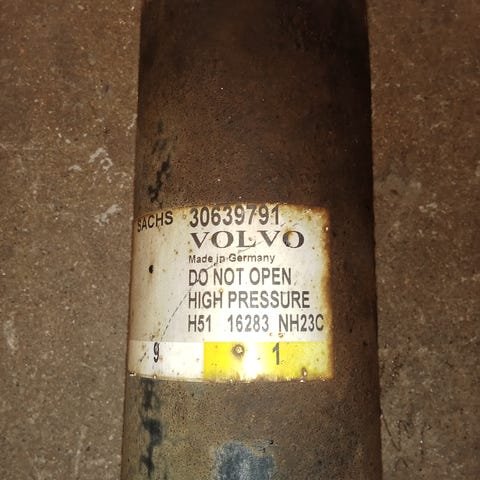 SACHS 30639791
VOLVO
Made in Germany
DO NOT OPEN
HIGH PRESSURE
H51 16283 NH23C
9 1